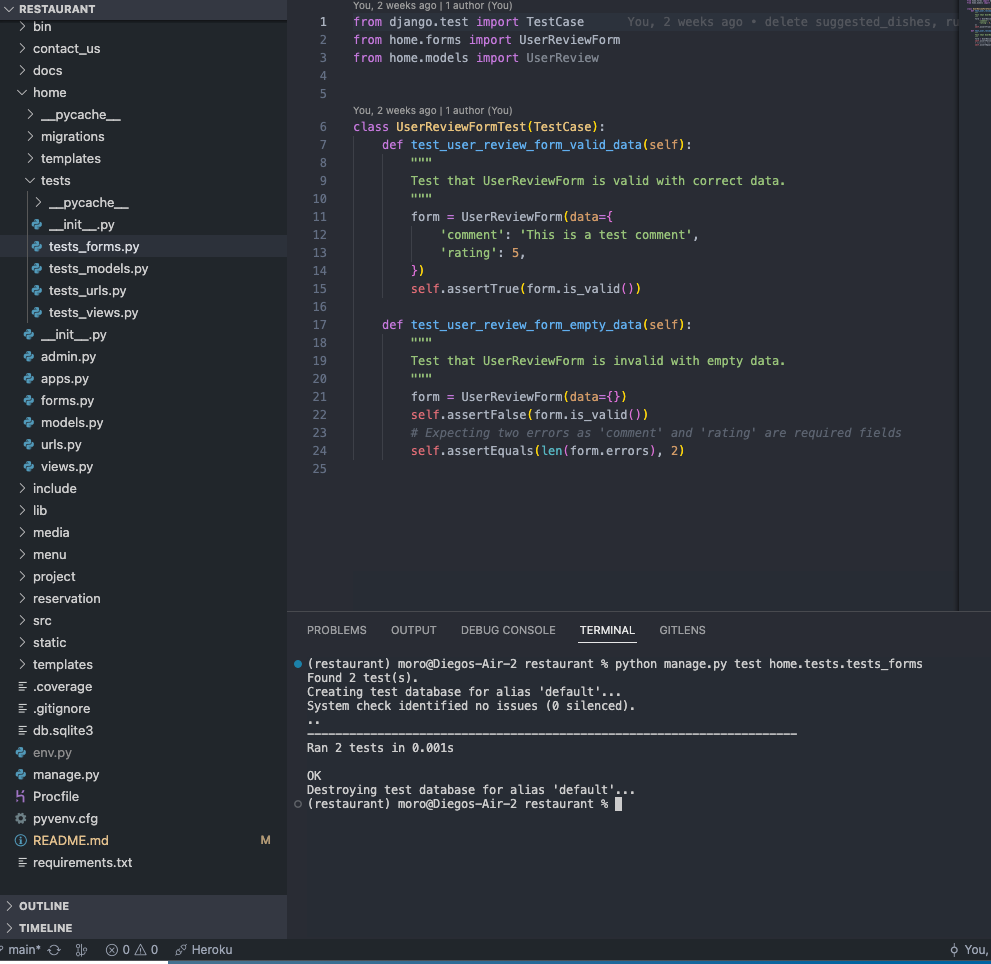 RESTAURANT
bin
contact_us
docs
home
__pycache__
migrations
templates
tests
__pycache__
__init__.py
tests_forms.py
tests_models.py
tests_urls.py
tests_views.py
__init__.py
admin.py
apps.py
forms.py
models.py
urls.py
views.py
include
lib
media
menu
project
reservation
src
static
templates
.coverage
.gitignore
db.sqlite3
env.py
manage.py
Procfile
pyvenv.cfg
README.md M
requirements.txt
OUTLINE
TIMELINE
You, 2 weeks ago | 1 author (You)
1 from django.test import TestCase You, 2 weeks ago • delete suggested_dishes, ru
2 from home.forms import UserReviewForm
3 from home.models import UserReview
4
5
You, 2 weeks ago | 1 author (You)
6 class UserReviewFormTest(TestCase):
7 def test_user_review_form_valid_data(self):
8 """
9 Test that UserReviewForm is valid with correct data.
10 """
11 form = UserReviewForm(data={
12 'comment': 'This is a test comment',
13 'rating': 5,
14 })
15 self.assertTrue(form.is_valid())
16
17 def test_user_review_form_empty_data(self):
18 """
19 Test that UserReviewForm is invalid with empty data.
20 """
21 form = UserReviewForm(data={})
22 self.assertFalse(form.is_valid())
23 # Expecting two errors as 'comment' and 'rating' are required fields
24 self.assertEquals(len(form.errors), 2)
25
PROBLEMS OUTPUT DEBUG CONSOLE TERMINAL GITLENS
(restaurant) moro@Diegos-Air-2 restaurant % python manage.py test home.tests.tests_forms
Found 2 test(s).
Creating test database for alias 'default'...
System check identified no issues (0 silenced).
..
----------------------------------------------------------------------
Ran 2 tests in 0.001s
OK
Destroying test database for alias 'default'...
(restaurant) moro@Diegos-Air-2 restaurant %
main* 0 0 Heroku You,